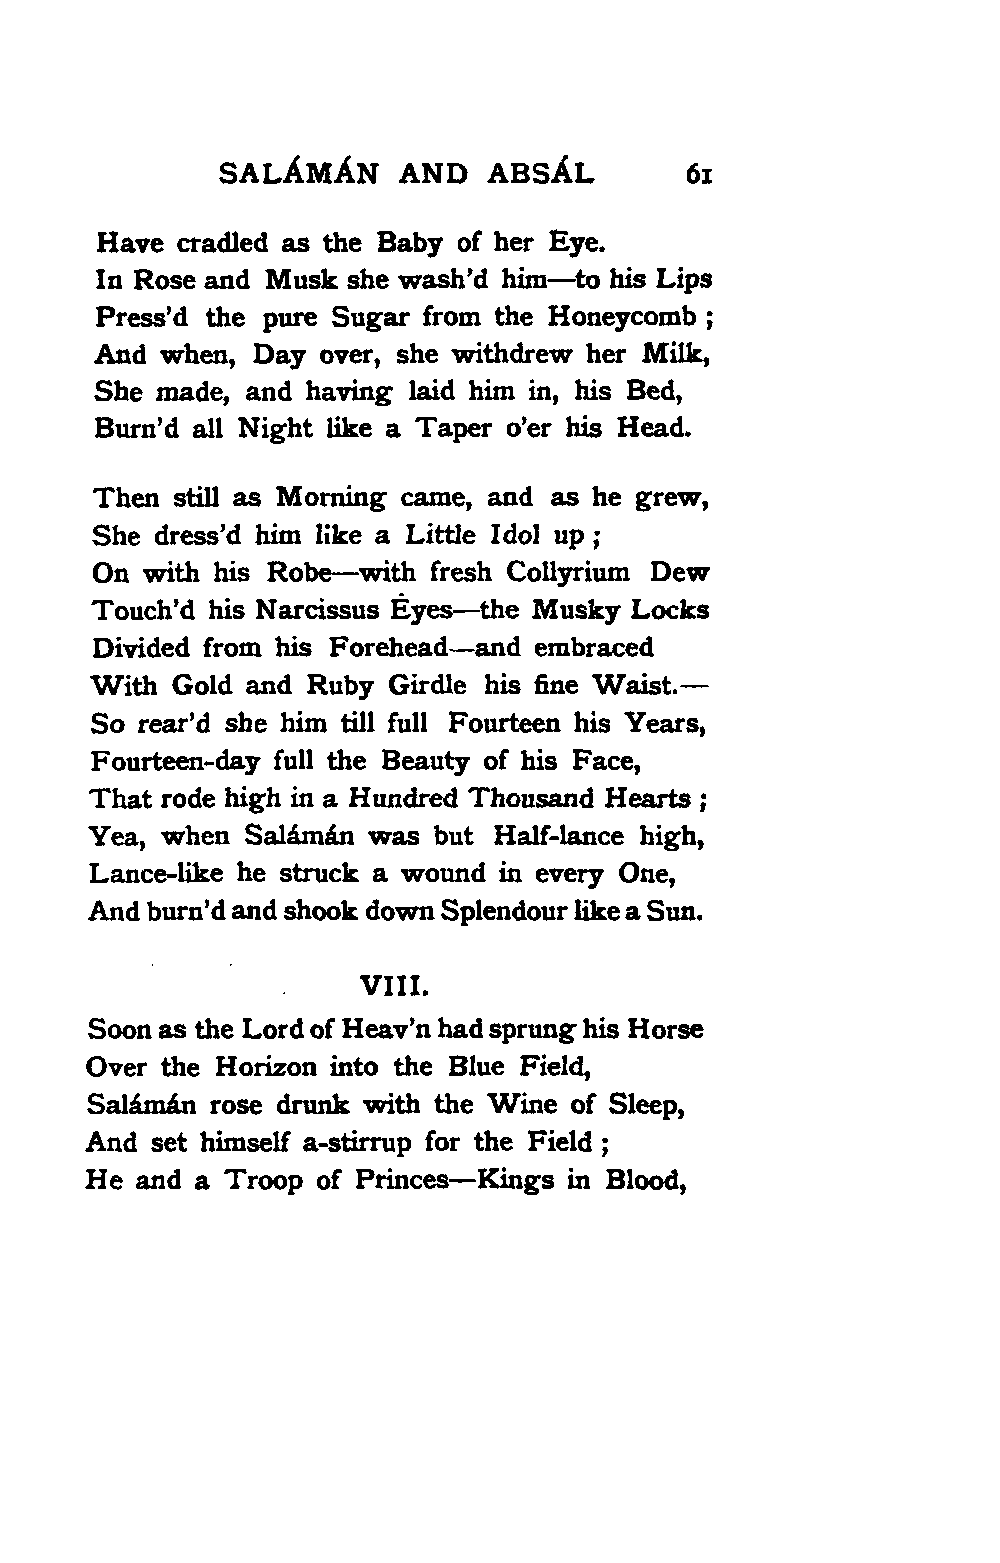 SALÁMÁN AND ABSÁL 61
Have cradled as the Baby of her Eye.
In Rose and Musk she wash'd him—to his Lips
Press'd the pure Sugar from the Honeycomb ;
And when, Day over, she withdrew her Milk,
She made, and having laid him in, his Bed,
Burn'd all Night like a Taper o'er his Head.
Then still as Morning came, and as he grew,
She dress'd him like a Little Idol up ;
On with his Robe—with fresh Collyrium Dew
Touch'd his Narcissus Eyes—the Musky Locks
Divided from his Forehead—and embraced
With Gold and Ruby Girdle his fine Waist.—
So rear'd she him till full Fourteen his Years,
Fourteen-day full the Beauty of his Face,
That rode high in a Hundred Thousand Hearts ;
Yea, when Salámán was but Half-lance high,
Lance-like he struck a wound in every One,
And burn'd and shook down Splendour like a Sun.
VIII.
Soon as the Lord of Heav'n had sprung his Horse
Over the Horizon into the Blue Field,
Salámán rose drunk with the Wine of Sleep,
And set himself a-stirrup for the Field ;
He and a Troop of Princes—Kings in Blood,